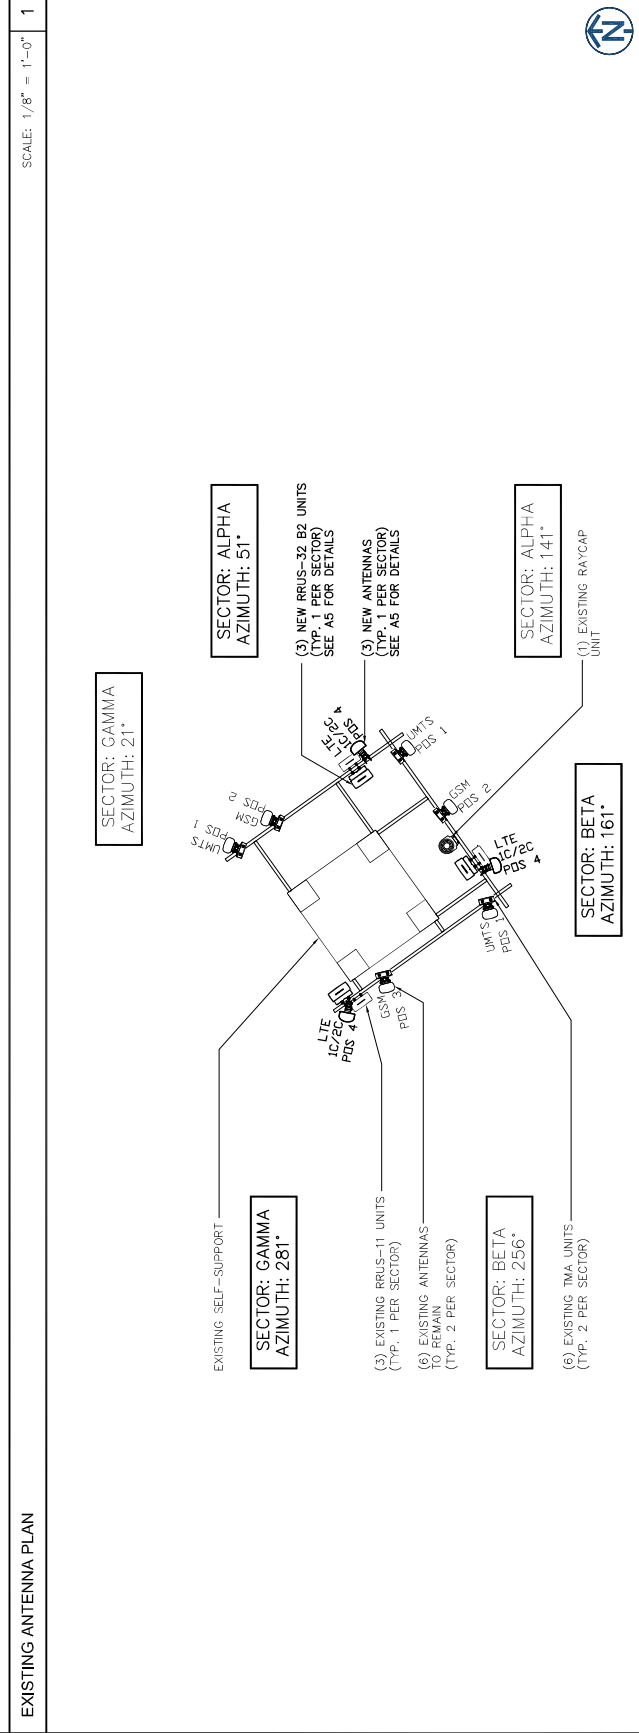 EXISTING ANTENNA PLAN
SCALE: 1/8" = 1'-0"
1
N
SECTOR: GAMMA
AZIMUTH: 21°
SECTOR: ALPHA
AZIMUTH: 51°
(3) NEW RRUS-32 B2 UNITS
(TYP. 1 PER SECTOR)
SEE A5 FOR DETAILS
(3) NEW ANTENNAS
(TYP. 1 PER SECTOR)
SEE A5 FOR DETAILS
SECTOR: ALPHA
AZIMUTH: 141°
(1) EXISTING RAYCAP
UNIT
SECTOR: BETA
AZIMUTH: 161°
UMTS
POS 1
GSM
POS 2
LTE
1C/2C
POS 4
UMTS
POS 1
GSM
POS 2
LTE
1C/2C
POS 4
UMTS
POS 1
GSM
POS 3
LTE
1C/2C
POS 4
EXISTING SELF-SUPPORT
SECTOR: GAMMA
AZIMUTH: 281°
(3) EXISTING RRUS-11 UNITS
(TYP. 1 PER SECTOR)
(6) EXISTING ANTENNAS
TO REMAIN
(TYP. 2 PER SECTOR)
SECTOR: BETA
AZIMUTH: 256°
(6) EXISTING TMA UNITS
(TYP. 2 PER SECTOR)